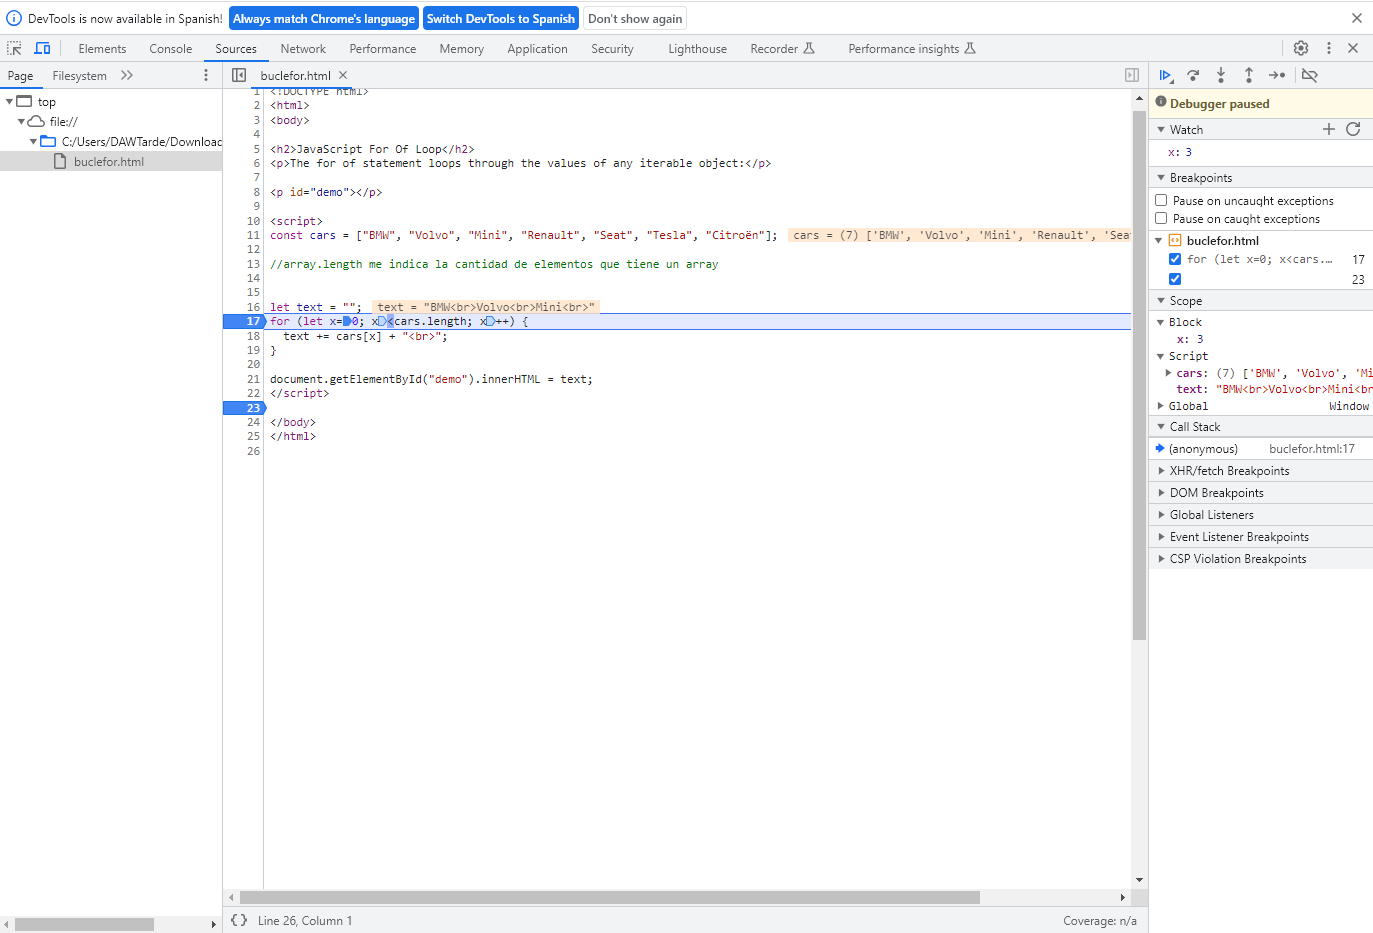 DevTools is now available in Spanish! Always match Chrome's language Switch DevTools to Spanish Don't show again
Elements Console Sources Network Performance Memory Application Security Lighthouse Recorder Performance insights
Page Filesystem
top
file://
C:/Users/DAWTarde/Download
buclefor.html
buclefor.html
1 <!DOCTYPE html>
2 <html>
3 <body>
4
5 <h2>JavaScript For Of Loop</h2>
6 <p>The for of statement loops through the values of any iterable object:</p>
7
8 <p id="demo"></p>
9
10 <script>
11 const cars = ["BMW", "Volvo", "Mini", "Renault", "Seat", "Tesla", "Citroën"]; cars = (7) ['BMW', 'Volvo', 'Mini', 'Renault', 'Sea
12
13 //array.length me indica la cantidad de elementos que tiene un array
14
15
16 let text = ""; text = "BMW<br>Volvo<br>Mini<br>"
17 for (let x=0; x<cars.length; x++) {
18 text += cars[x] + "<br>";
19 }
20
21 document.getElementById("demo").innerHTML = text;
22 </script>
23
24 </body>
25 </html>
26
{} Line 26, Column 1 Coverage: n/a
Debugger paused
Watch
x: 3
Breakpoints
Pause on uncaught exceptions
Pause on caught exceptions
buclefor.html
for (let x=0; x<cars.… 17
23
Scope
Block
x: 3
Script
cars: (7) ['BMW', 'Volvo', 'Mi
text: "BMW<br>Volvo<br>Mini<br
Global Window
Call Stack
(anonymous) buclefor.html:17
XHR/fetch Breakpoints
DOM Breakpoints
Global Listeners
Event Listener Breakpoints
CSP Violation Breakpoints